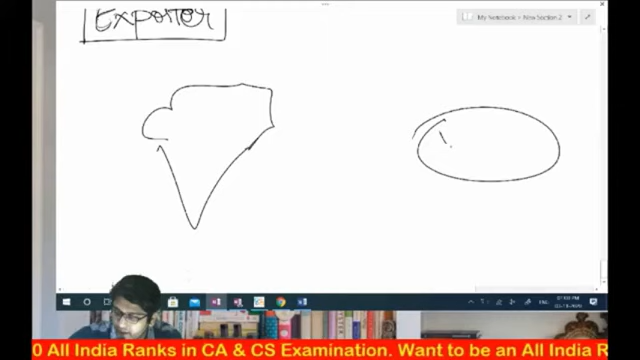 Exporter
My Notebook > New Section 2
0 All India Ranks in CA & CS Examination. Want to be an All India R